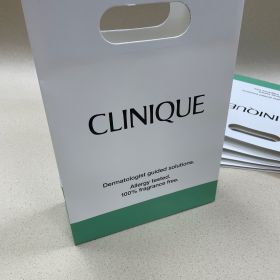 CLINIQUE
Dermatologist guided solutions.
Allergy tested.
100% fragrance free.